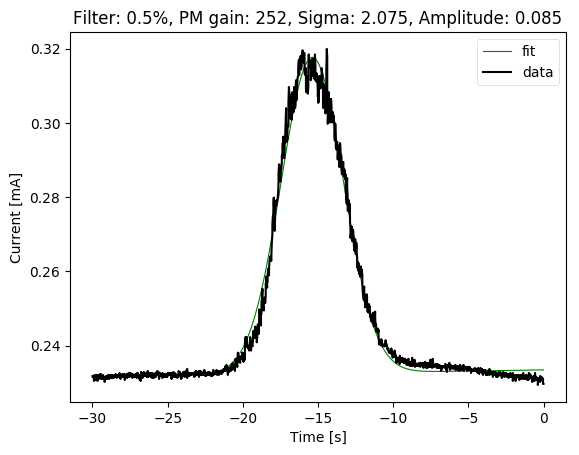 Filter: 0.5%, PM gain: 252, Sigma: 2.075, Amplitude: 0.085
fit
data
0.32
0.30
0.28
0.26
0.24
Current [mA]
−30
−25
−20
−15
−10
−5
0
Time [s]